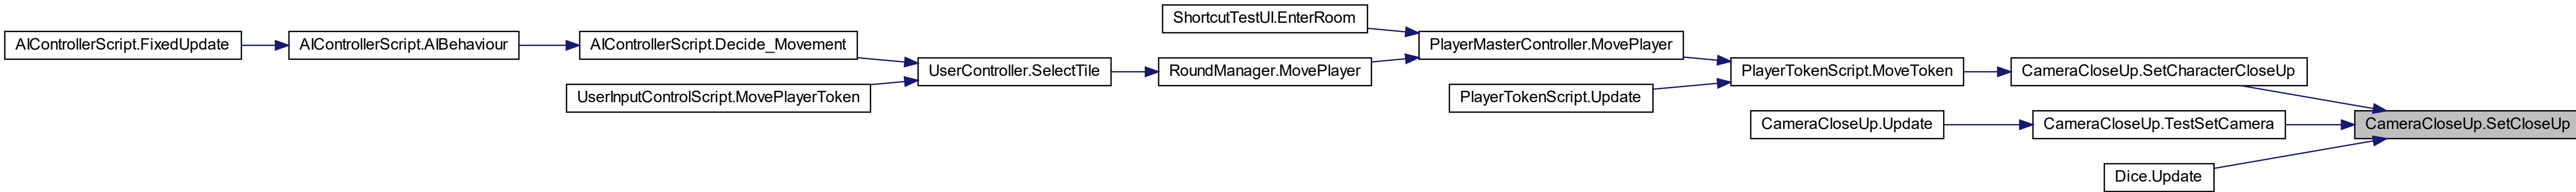 ShortcutTestUI.EnterRoom
AIControllerScript.FixedUpdate
AIControllerScript.AIBehaviour
AIControllerScript.Decide_Movement
PlayerMasterController.MovePlayer
UserController.SelectTile
RoundManager.MovePlayer
PlayerTokenScript.MoveToken
CameraCloseUp.SetCharacterCloseUp
UserInputControlScript.MovePlayerToken
PlayerTokenScript.Update
CameraCloseUp.Update
CameraCloseUp.TestSetCamera
CameraCloseUp.SetCloseUp
Dice.Update